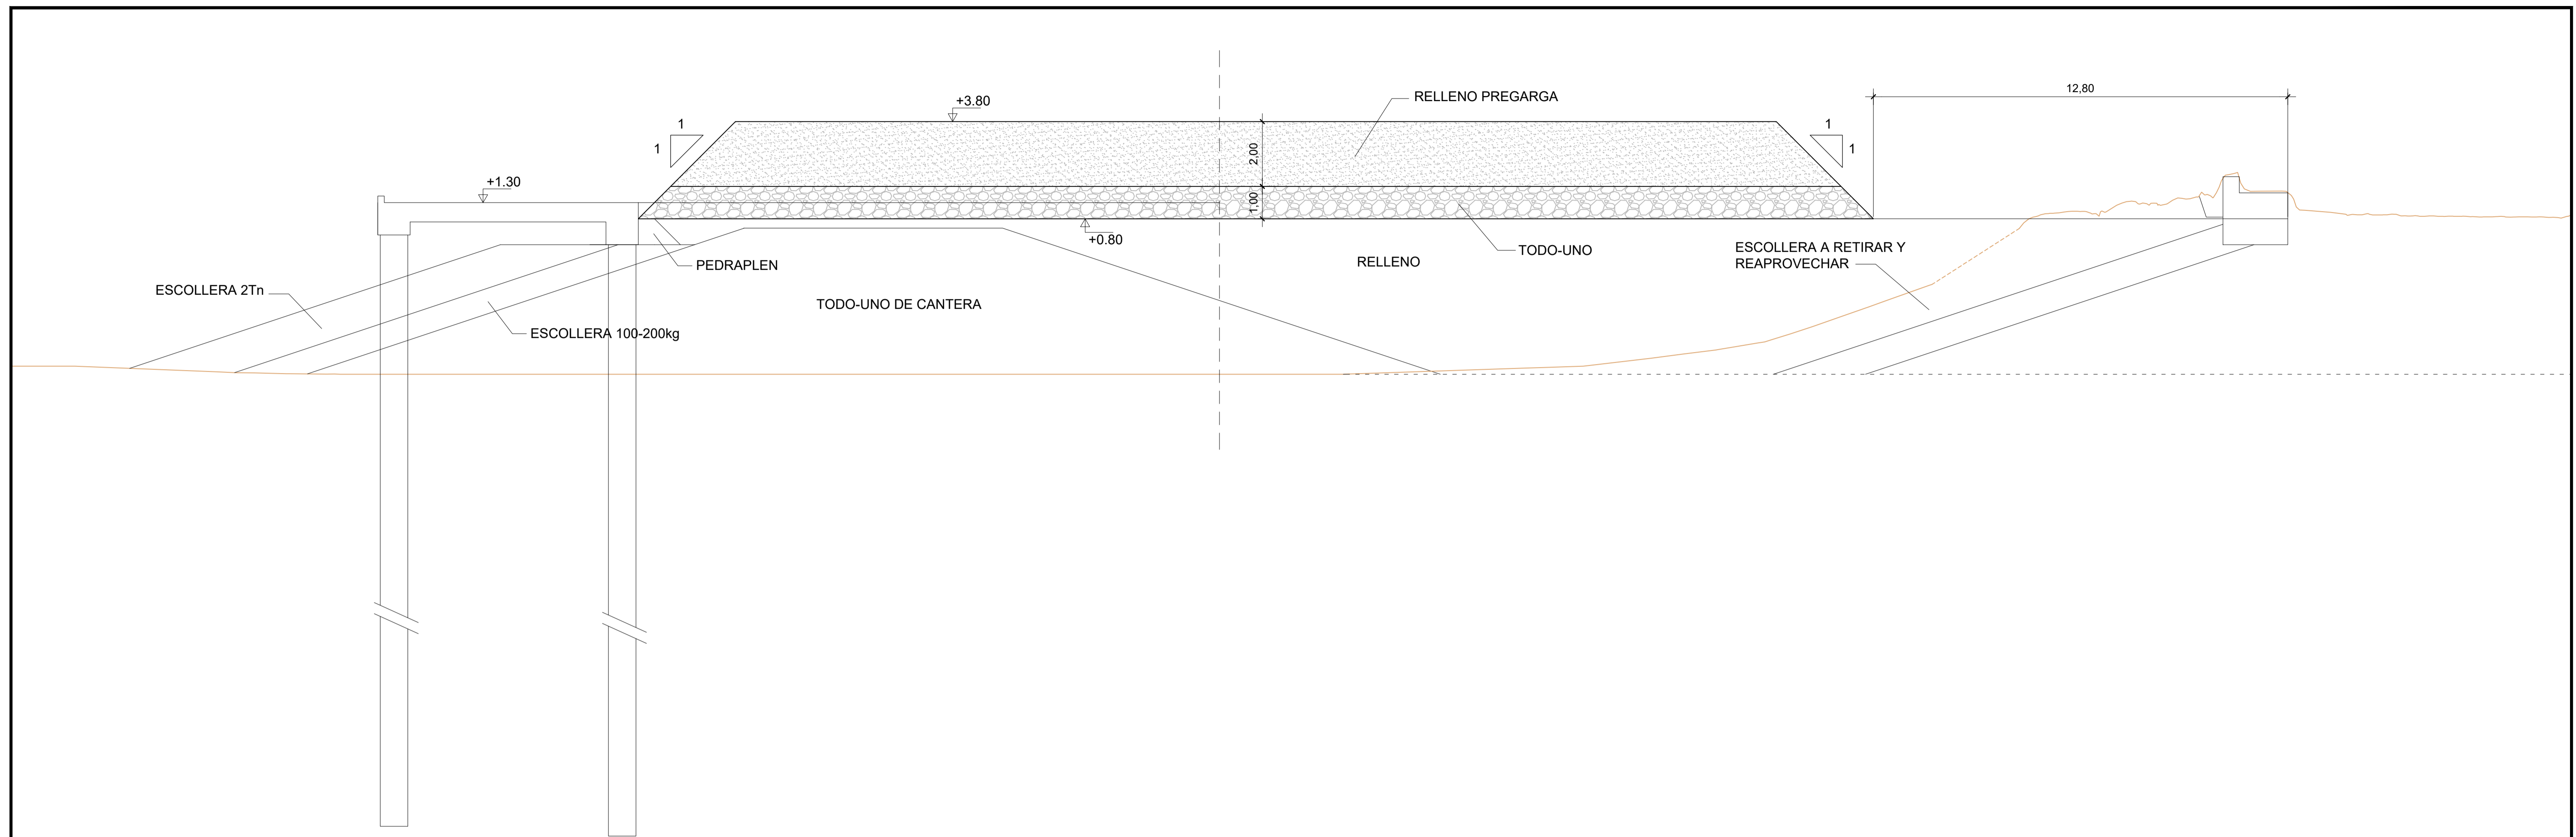 12,80
RELLENO PREGARGA
+3.80
1
1
1
1
2,00
+1.30
1,00
+0.80
PEDRAPLEN
RELLENO
TODO-UNO
ESCOLLERA A RETIRAR Y
REAPROVECHAR
ESCOLLERA 2Tn
TODO-UNO DE CANTERA
ESCOLLERA 100-200kg